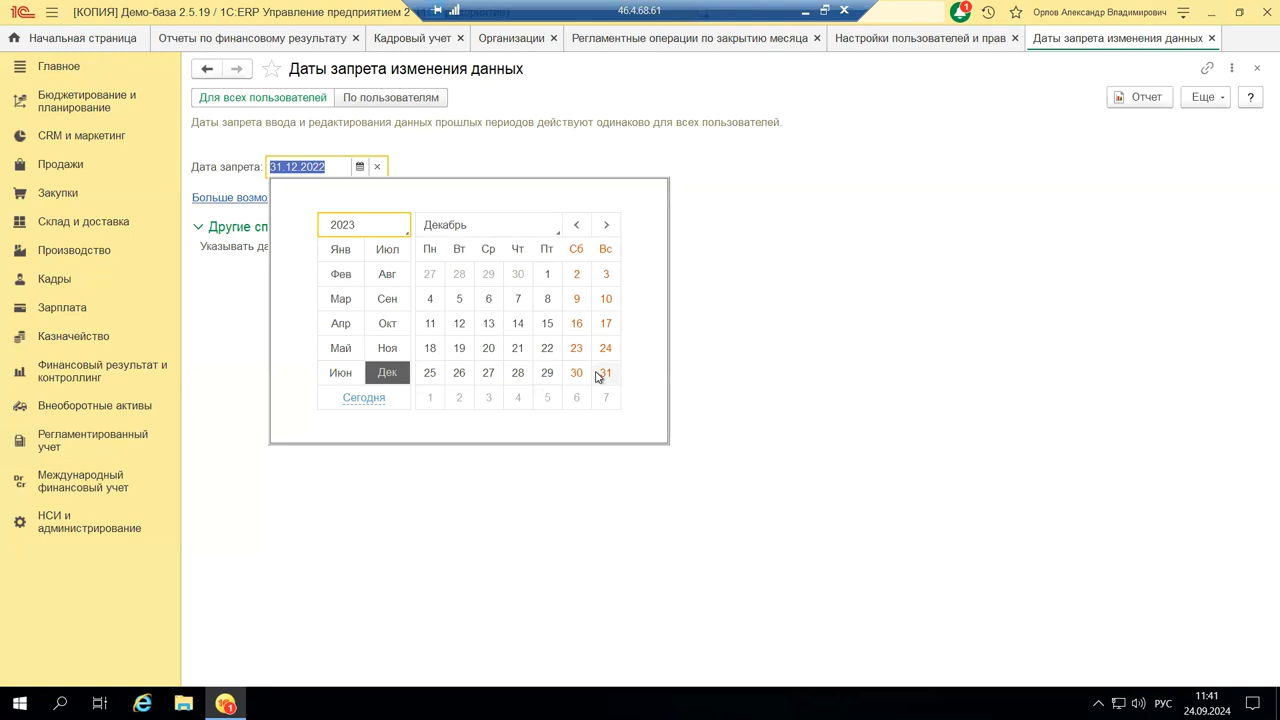 [КОПИЯ] Демо-база 2.5.19 / 1С:ERP Управление предприятием 2
46.4.68.61
1
Орлов Александр Владимирович
Начальная страница
Отчеты по финансовому результату
Кадровый учет
Организации
Регламентные операции по закрытию месяца
Настройки пользователей и прав
Даты запрета изменения данных
Главное
Бюджетирование и
планирование
CRM и маркетинг
Продажи
Закупки
Склад и доставка
Производство
Кадры
Зарплата
Казначейство
Финансовый результат и
контроллинг
Внеоборотные активы
Регламентированный
учет
Международный
финансовый учет
НСИ и
администрирование
Даты запрета изменения данных
Для всех пользователей
По пользователям
Отчет
Еще
?
Даты запрета ввода и редактирования данных прошлых периодов действуют одинаково для всех пользователей.
Дата запрета: 31.12.2022
Больше возмо
Другие сп
Указывать да
2023 Декабрь
Янв Июл Пн Вт Ср Чт Пт Сб Вс
Фев Авг 27 28 29 30 1 2 3
Мар Сен 4 5 6 7 8 9 10
Апр Окт 11 12 13 14 15 16 17
Май Ноя 18 19 20 21 22 23 24
Июн Дек 25 26 27 28 29 30 31
Сегодня 1 2 3 4 5 6 7
1
РУС
11:41
24.09.2024